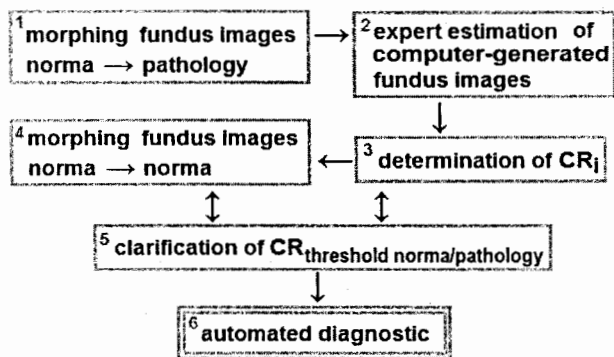 1 morphing fundus images
norma → pathology
2 expert estimation of
computer-generated
fundus images
4 morphing fundus images
norma → norma
3 determination of CRi
5 clarification of CRthreshold norma/pathology
6 automated diagnostic